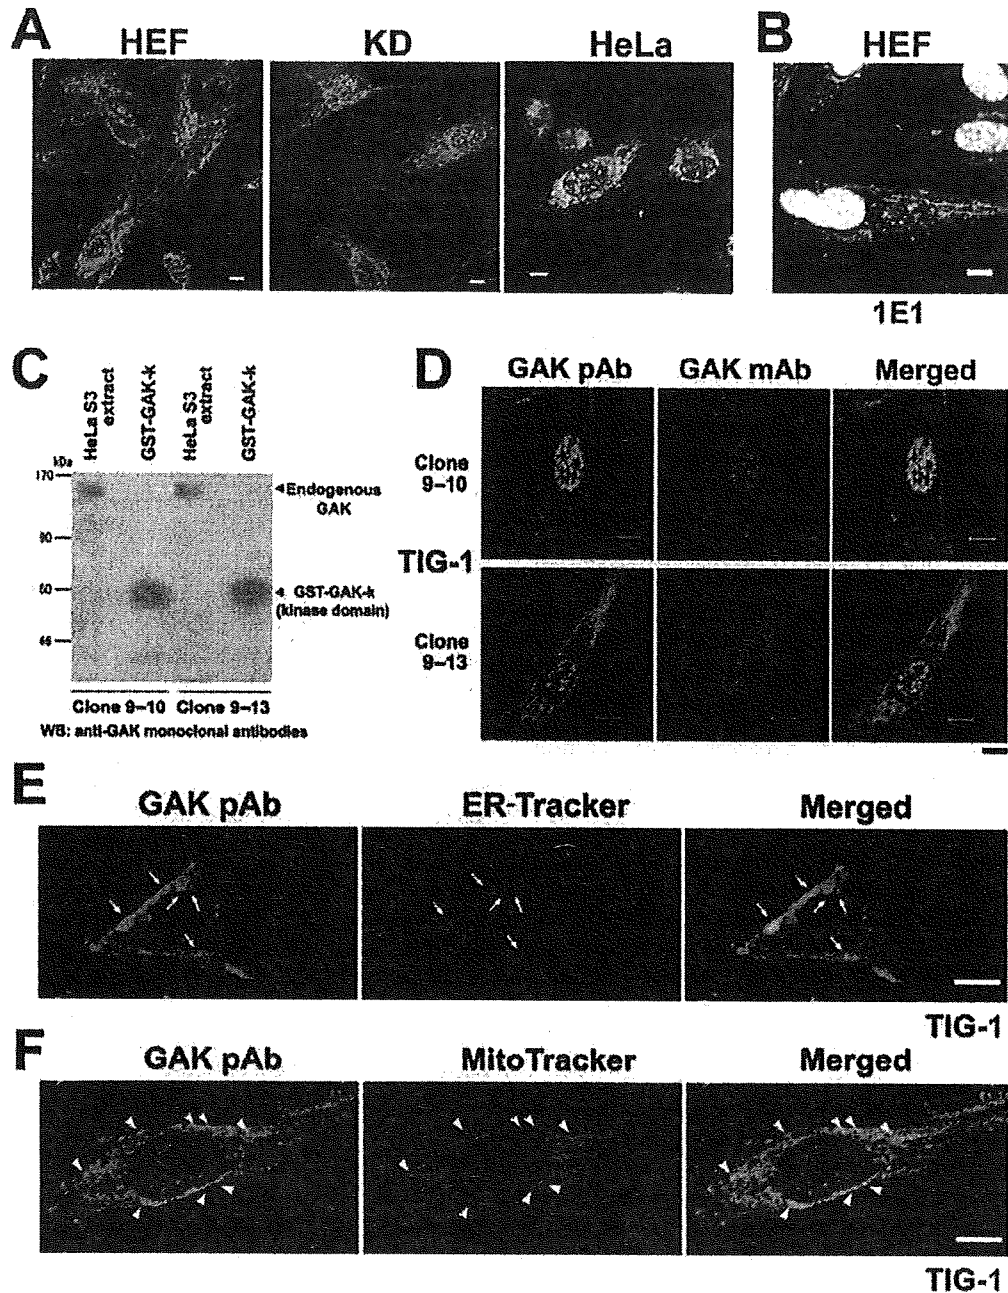 A
HEF
KD
HeLa
B
HEF
1E1
C
HeLa S3 extract
GST-GAK-k
HeLa S3 extract
GST-GAK-k
kDa
170
90
60
45
Endogenous GAK
GST-GAK-k
(kinase domain)
Clone 9–10
Clone 9–13
WB: anti-GAK monoclonal antibodies
D
GAK pAb
GAK mAb
Merged
Clone
9–10
TIG-1
Clone
9–13
E
GAK pAb
ER-Tracker
Merged
TIG-1
F
GAK pAb
MitoTracker
Merged
TIG-1